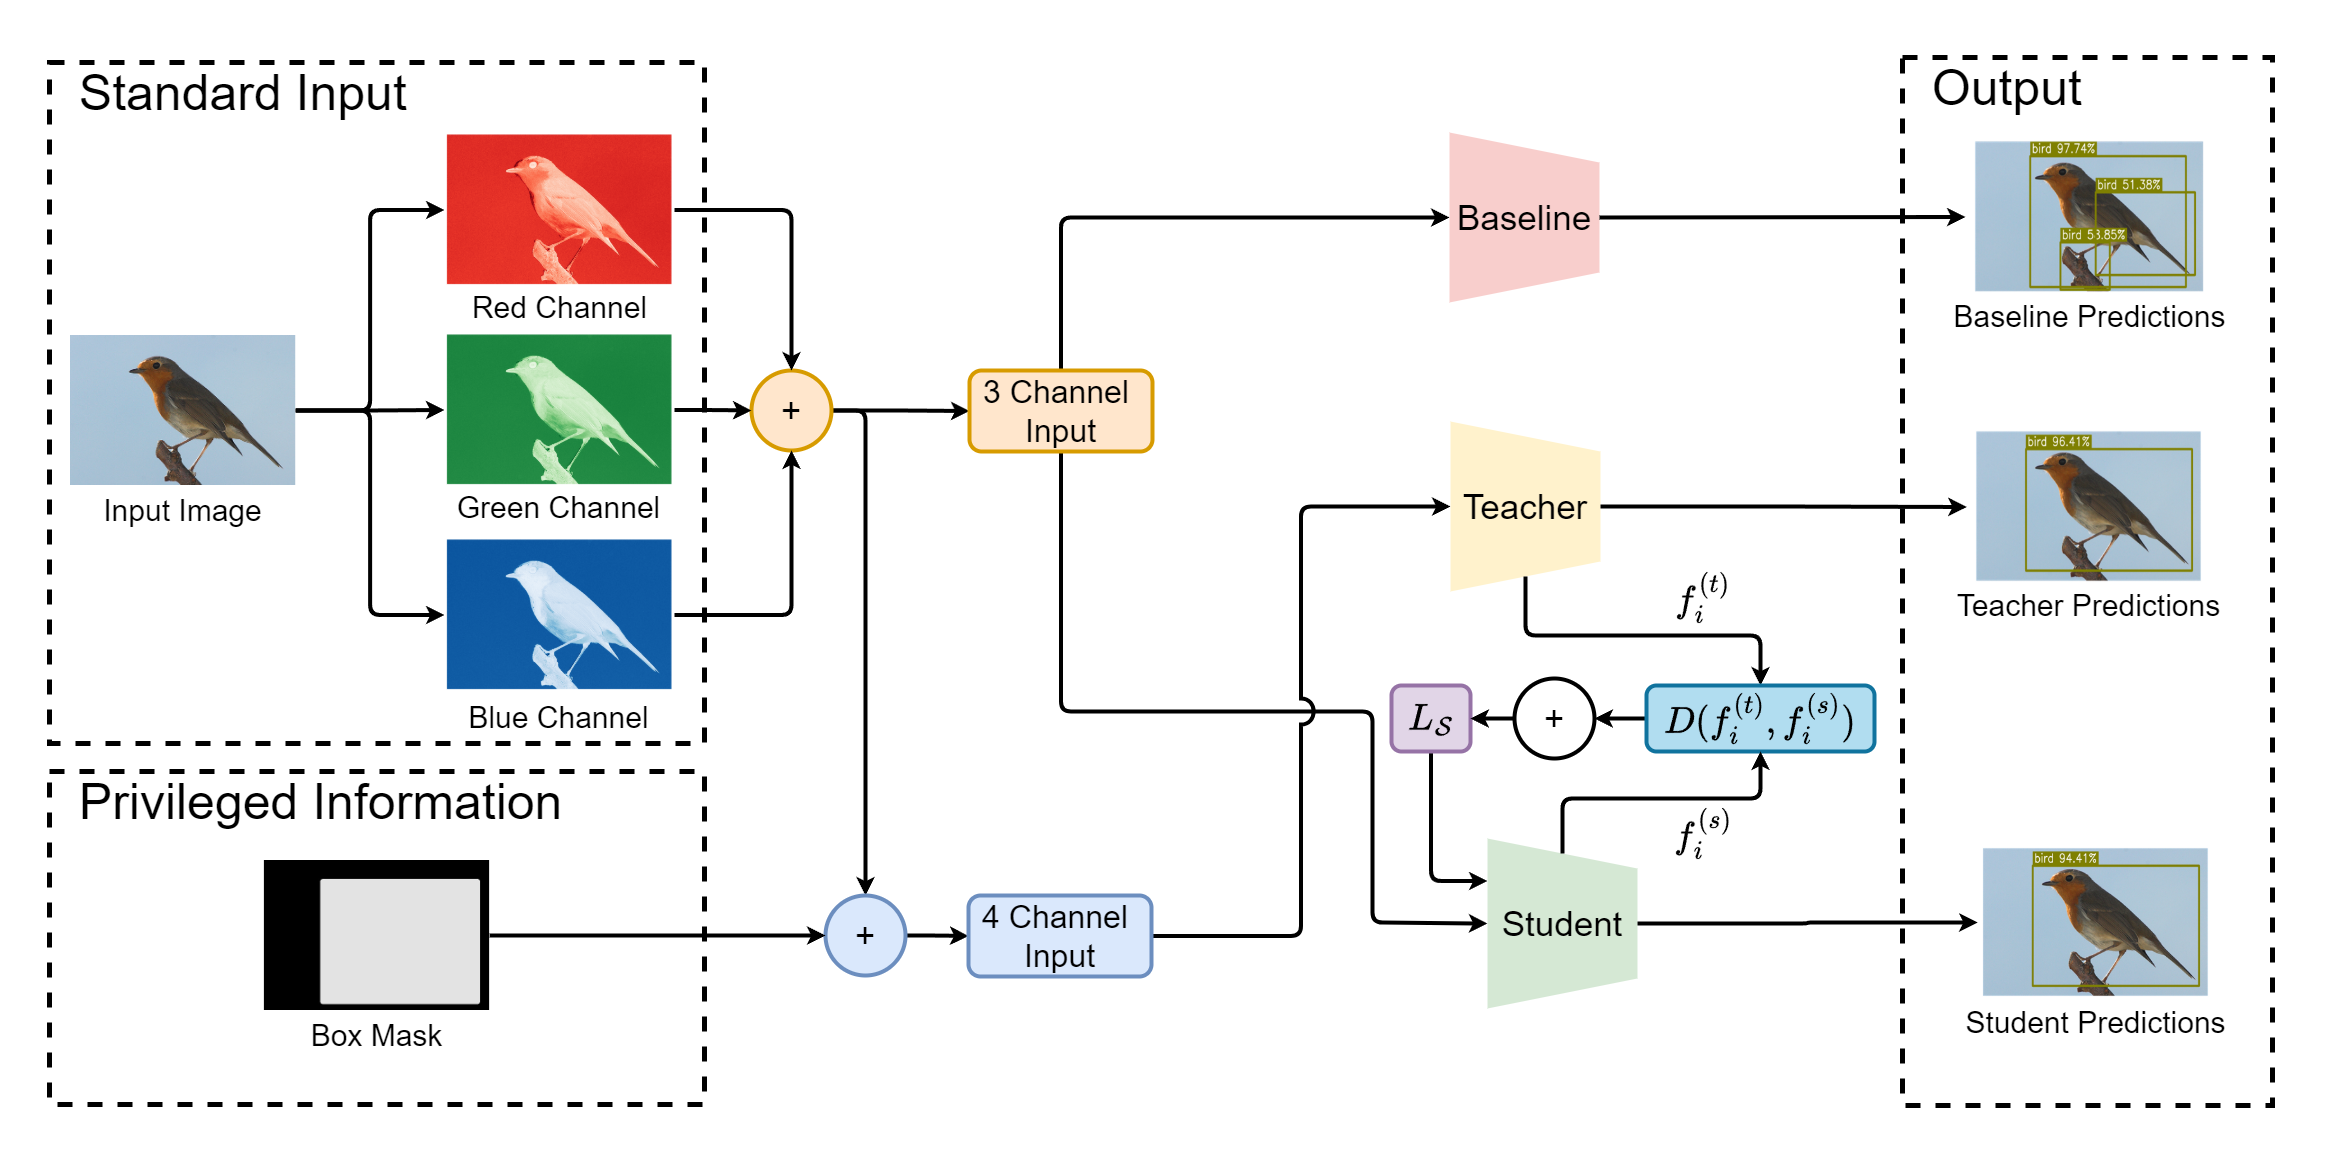 Standard Input
Red Channel
Input Image
Green Channel
Blue Channel
Privileged Information
Box Mask
+
3 Channel
Input
+
4 Channel
Input
Baseline
Teacher
f_i^{(t)}
L_S
+
D(f_i^{(t)}, f_i^{(s)})
f_i^{(s)}
Student
Output
bird 97.74%
bird 51.38%
bird 53.85%
Baseline Predictions
bird 96.41%
Teacher Predictions
bird 94.41%
Student Predictions